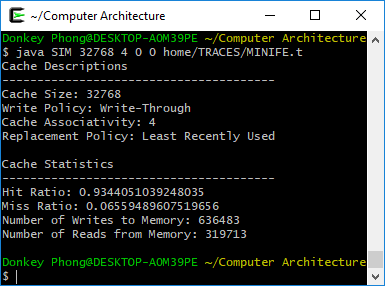 ~/Computer Architecture
Donkey Phong@DESKTOP-AOM39PE ~/Computer Architecture
$ java SIM 32768 4 0 0 home/TRACES/MINIFE.t
Cache Descriptions
---------------------------------------
Cache Size: 32768
Write Policy: Write-Through
Cache Associativity: 4
Replacement Policy: Least Recently Used
Cache Statistics
---------------------------------------
Hit Ratio: 0.9344051039248035
Miss Ratio: 0.06559489607519656
Number of Writes to Memory: 636483
Number of Reads from Memory: 319713
Donkey Phong@DESKTOP-AOM39PE ~/Computer Architecture
$